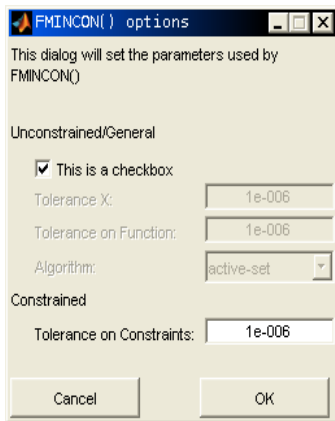 FMINCON() options
This dialog will set the parameters used by
FMINCON()
Unconstrained/General
This is a checkbox
Tolerance X: 1e-006
Tolerance on Function: 1e-006
Algorithm: active-set
Constrained
Tolerance on Constraints: 1e-006
Cancel OK